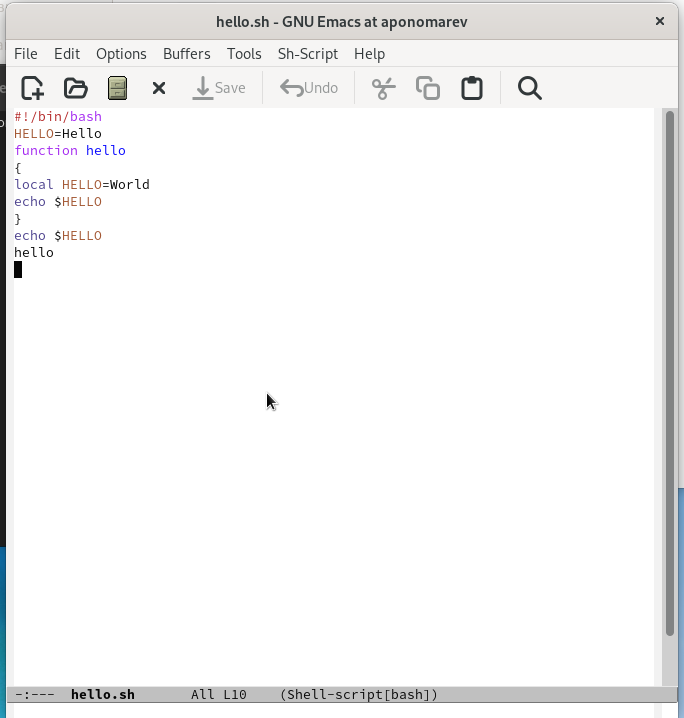 hello.sh - GNU Emacs at aponomarev
File Edit Options Buffers Tools Sh-Script Help
Save Undo
#!/bin/bash
HELLO=Hello
function hello
{
local HELLO=World
echo $HELLO
}
echo $HELLO
hello
-:--- hello.sh All L10 (Shell-script[bash])